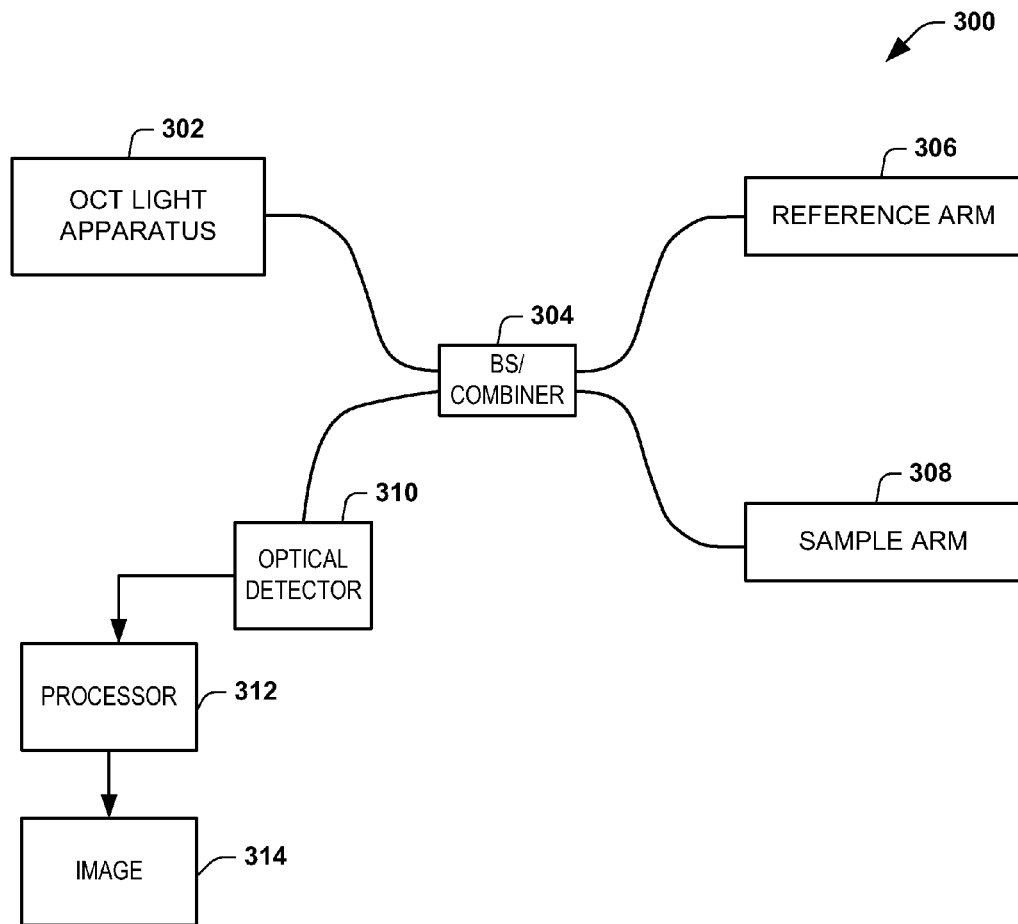 300
302
OCT LIGHT
APPARATUS
306
REFERENCE ARM
304
BS/
COMBINER
308
SAMPLE ARM
310
OPTICAL
DETECTOR
PROCESSOR
312
IMAGE
314